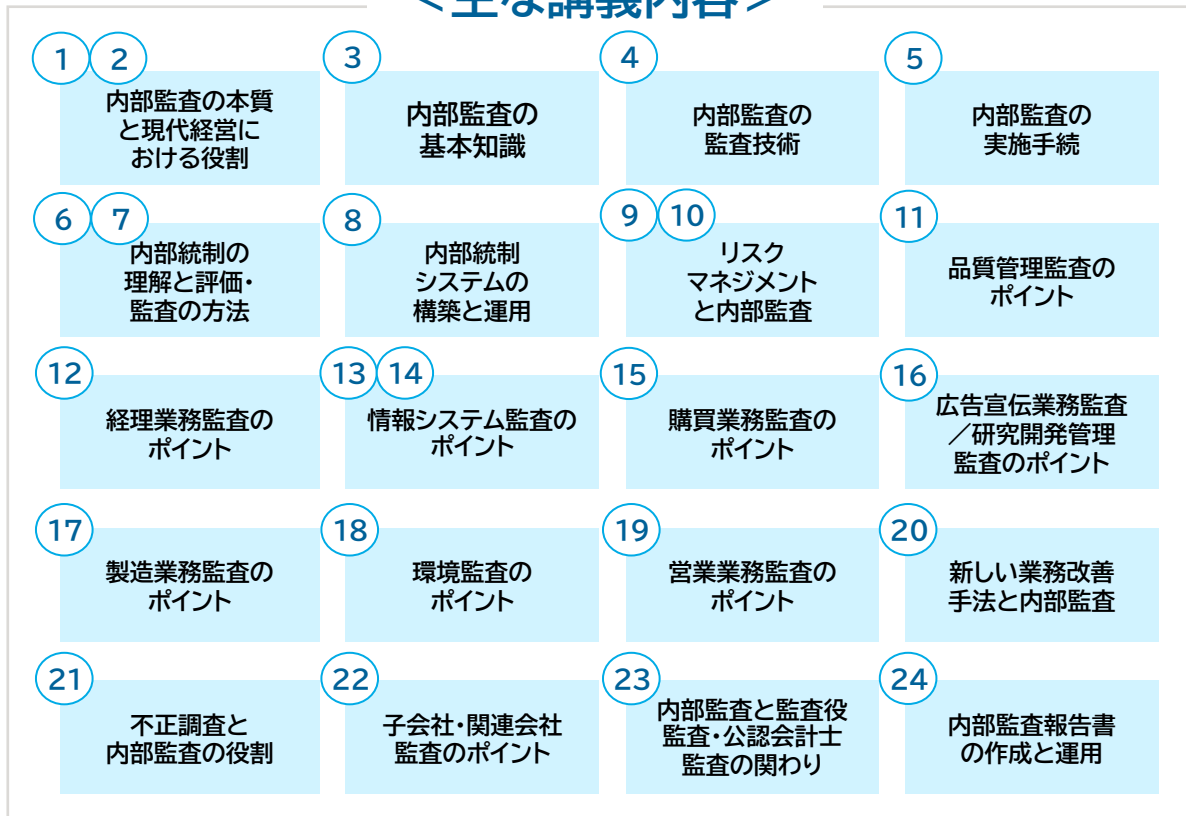 <主な講義内容>
1 2
内部監査の本質
と現代経営に
おける役割
3
内部監査の
基本知識
4
内部監査の
監査技術
5
内部監査の
実施手続
6 7
内部統制の
理解と評価・
監査の方法
8
内部統制
システムの
構築と運用
9 10
リスク
マネジメント
と内部監査
11
品質管理監査の
ポイント
12
経理業務監査の
ポイント
13 14
情報システム監査の
ポイント
15
購買業務監査の
ポイント
16
広告宣伝業務監査
／研究開発管理
監査のポイント
17
製造業務監査の
ポイント
18
環境監査の
ポイント
19
営業業務監査の
ポイント
20
新しい業務改善
手法と内部監査
21
不正調査と
内部監査の役割
22
子会社・関連会社
監査のポイント
23
内部監査と監査役
監査・公認会計士
監査の関わり
24
内部監査報告書
の作成と運用